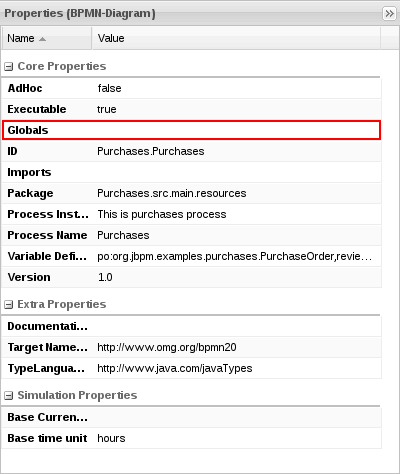 Properties (BPMN-Diagram)
Name Value
Core Properties
AdHoc false
Executable true
Globals
ID Purchases.Purchases
Imports
Package Purchases.src.main.resources
Process Inst... This is purchases process
Process Name Purchases
Variable Defi... po:org.jbpm.examples.purchases.PurchaseOrder,revie...
Version 1.0
Extra Properties
Documentati...
Target Name... http://www.omg.org/bpmn20
TypeLangua... http://www.java.com/javaTypes
Simulation Properties
Base Curren...
Base time unit hours